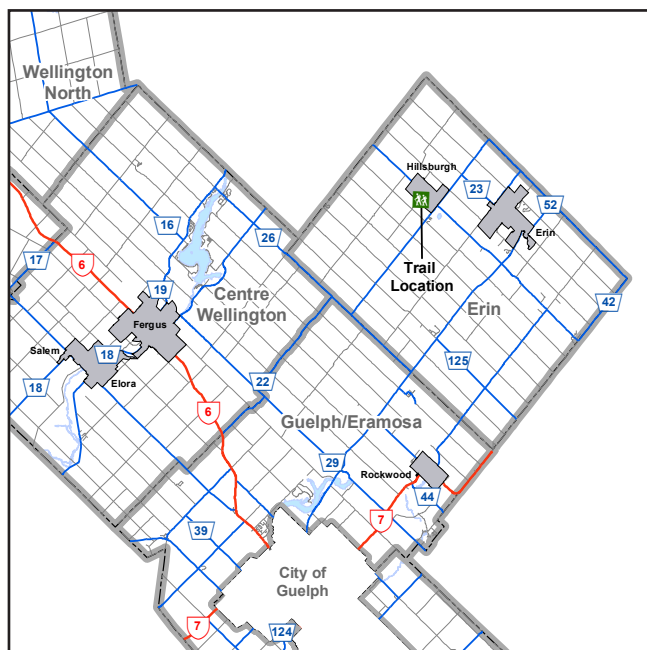 Wellington
North
Hillsburgh
23
52
16
26
Erin
17
6
Trail
Location
19
Centre
Wellington
42
Erin
Fergus
Salem
18
125
22
18
Elora
6
Guelph/Eramosa
29
Rockwood
44
39
7
City of
Guelph
7
124